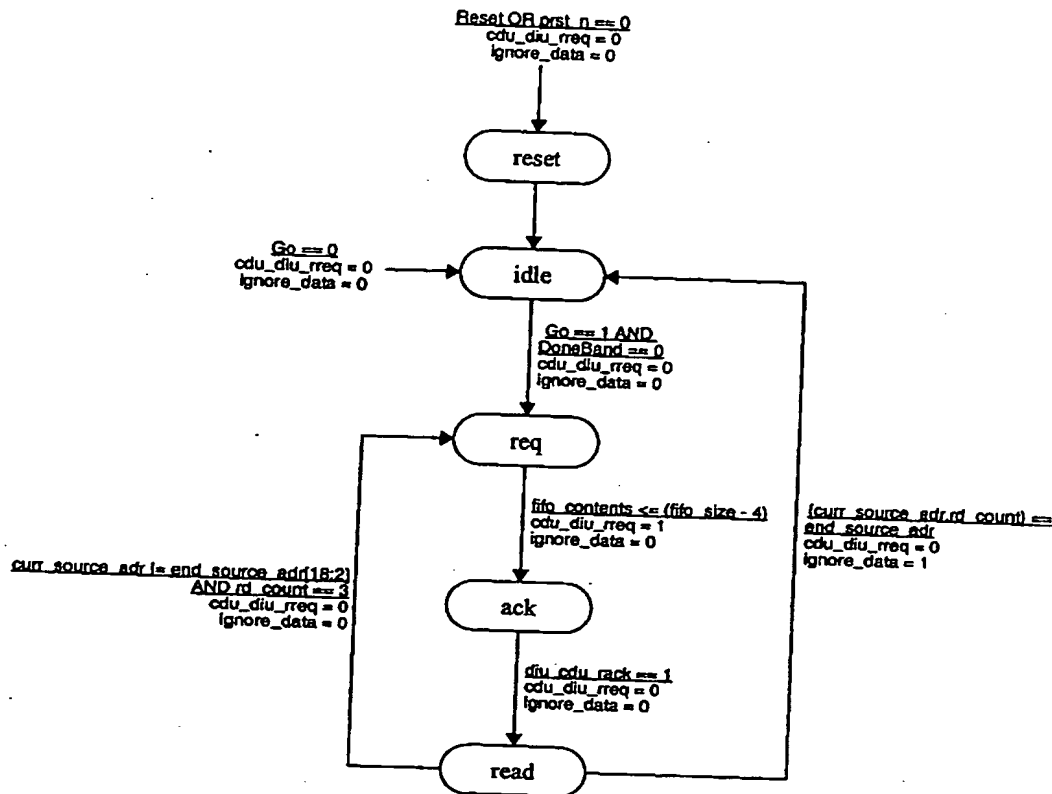 Reset OR prst_n == 0
cdu_diu_rreq = 0
ignore_data = 0
reset
Go == 0
cdu_diu_rreq = 0
ignore_data = 0
idle
Go == 1 AND
DoneBand == 0
cdu_diu_rreq = 0
ignore_data = 0
req
fifo_contents <= (fifo_size - 4)
cdu_diu_rreq = 1
ignore_data = 0
{curr_source_adr,rd_count} ==
end_source_adr
cdu_diu_rreq = 0
ignore_data = 1
curr_source_adr != end_source_adr[18:2]
AND rd_count == 3
cdu_diu_rreq = 0
ignore_data = 0
ack
diu_cdu_rack == 1
cdu_diu_rreq = 0
ignore_data = 0
read